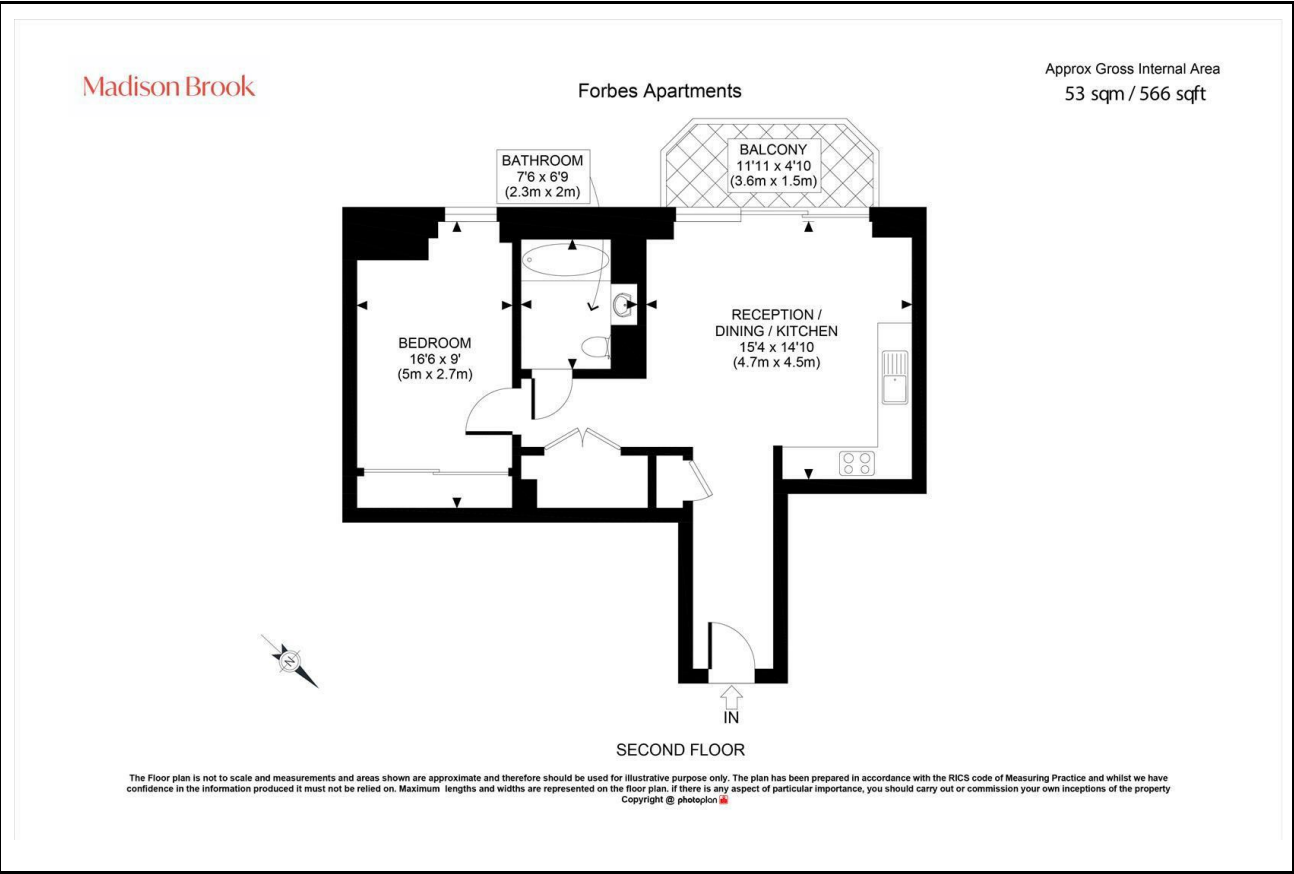 Madison Brook
Forbes Apartments
Approx Gross Internal Area
53 sqm / 566 sqft
BALCONY
11'11 x 4'10
(3.6m x 1.5m)
BATHROOM
7'6 x 6'9
(2.3m x 2m)
RECEPTION /
DINING / KITCHEN
15'4 x 14'10
(4.7m x 4.5m)
BEDROOM
16'6 x 9'
(5m x 2.7m)
N
IN
SECOND FLOOR
The Floor plan is not to scale and measurements and areas shown are approximate and therefore should be used for illustrative purpose only. The plan has been prepared in accordance with the RICS code of Measuring Practice and whilst we have
confidence in the information produced it must not be relied on. Maximum lengths and widths are represented on the floor plan. if there is any aspect of particular importance, you should carry out or commission your own inceptions of the property
Copyright @ photoplan